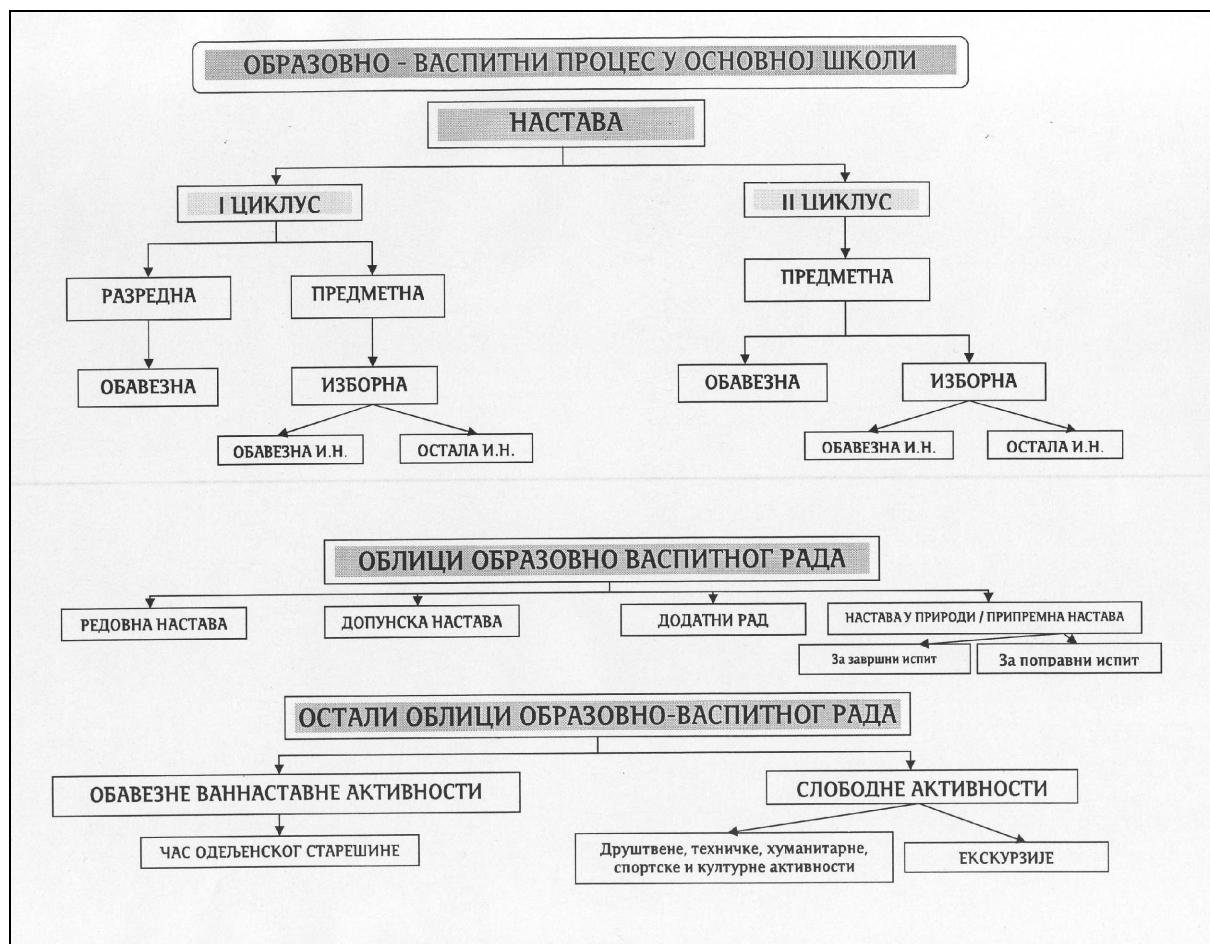 ОБРАЗОВНО - ВАСПИТНИ ПРОЦЕС У ОСНОВНОЈ ШКОЛИ
НАСТАВА
I ЦИКЛУС
II ЦИКЛУС
РАЗРЕДНА
ПРЕДМЕТНА
ПРЕДМЕТНА
ОБАВЕЗНА
ИЗБОРНА
ОБАВЕЗНА
ИЗБОРНА
ОБАВЕЗНА И.Н.
ОСТАЛА И.Н.
ОБАВЕЗНА И.Н.
ОСТАЛА И.Н.
ОБЛИЦИ ОБРАЗОВНО ВАСПИТНОГ РАДА
РЕДОВНА НАСТАВА
ДОПУНСКА НАСТАВА
ДОДАТНИ РАД
НАСТАВА У ПРИРОДИ / ПРИПРЕМНА НАСТАВА
За завршни испит
За поправни испит
ОСТАЛИ ОБЛИЦИ ОБРАЗОВНО-ВАСПИТНОГ РАДА
ОБАВЕЗНЕ ВАННАСТАВНЕ АКТИВНОСТИ
СЛОБОДНЕ АКТИВНОСТИ
ЧАС ОДЕЉЕНСКОГ СТАРЕШИНЕ
Друштвене, техничке, хуманитарне,
спортске и културне активности
ЕКСКУРЗИЈЕ